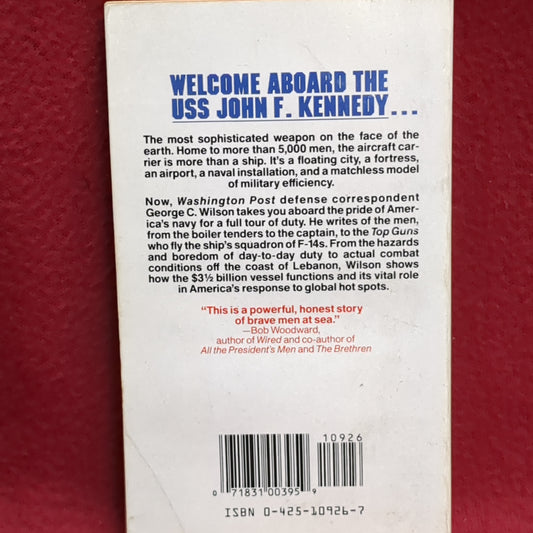 WELCOME ABOARD THE
USS JOHN F. KENNEDY...
The most sophisticated weapon on the face of the
earth. Home to more than 5,000 men, the aircraft car-
rier is more than a ship. It's a floating city, a fortress,
an airport, a naval installation, and a matchless model
of military efficiency.
Now, Washington Post defense correspondent
George C. Wilson takes you aboard the pride of Amer-
ica's navy for a full tour of duty. He writes of the men,
from the boiler tenders to the captain, to the Top Guns
who fly the ship's squadron of F-14s. From the hazards
and boredom of day-to-day duty to actual combat
conditions off the coast of Lebanon, Wilson shows
how the $3½ billion vessel functions and its vital role
in America's response to global hot spots.
"This is a powerful, honest story
of brave men at sea."
—Bob Woodward,
author of Wired and co-author of
All the President's Men and The Brethren
10926
0 71831 00395 9
ISBN 0-425-10926-7